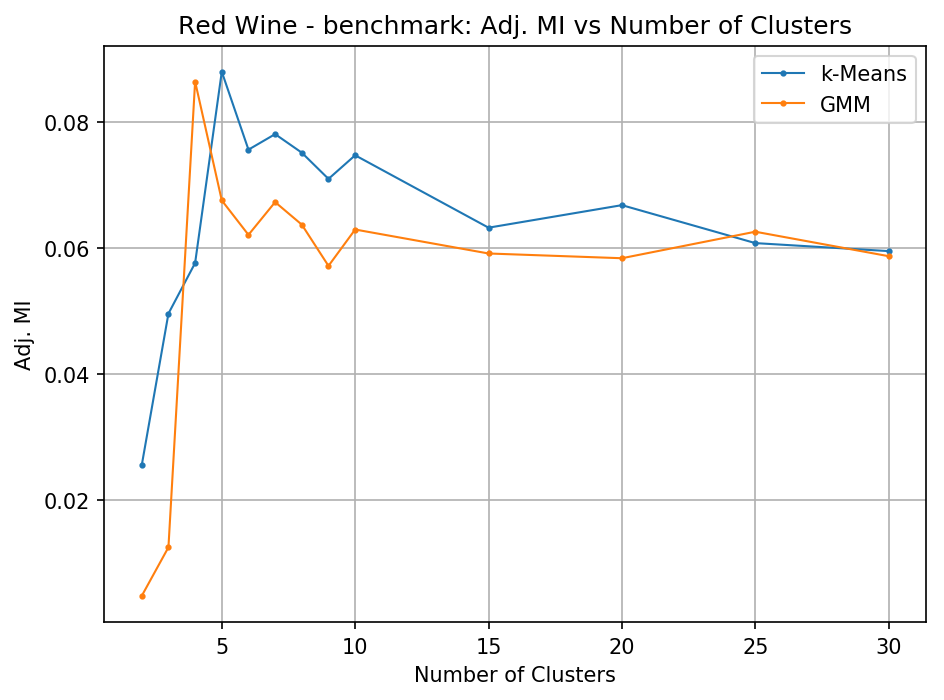 Red Wine - benchmark: Adj. MI vs Number of Clusters
k-Means
GMM
0.08
0.06
0.04
0.02
Adj. MI
5
10
15
20
25
30
Number of Clusters